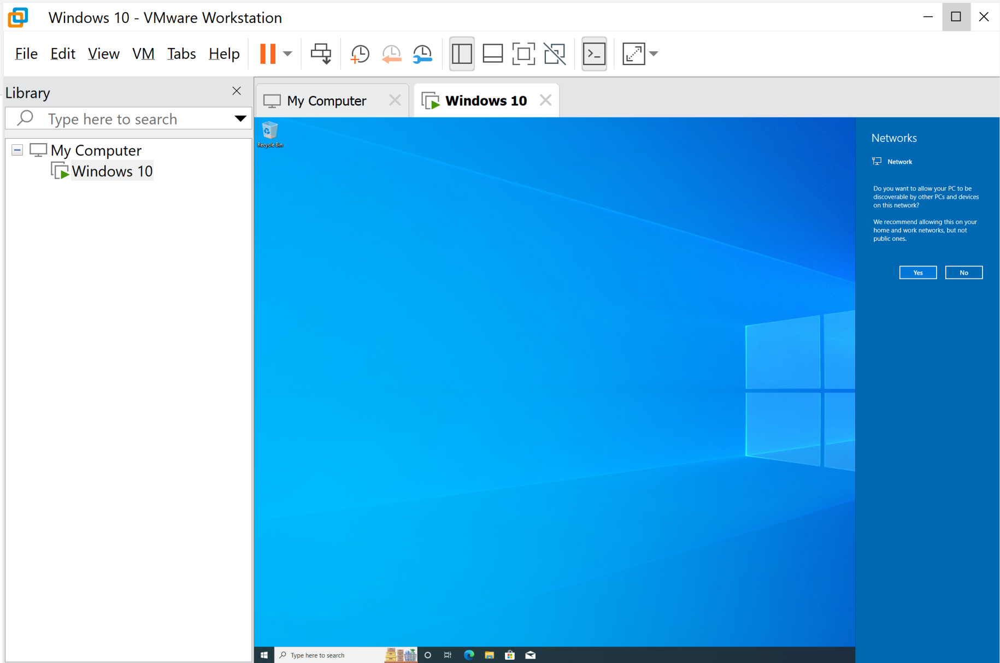 Windows 10 - VMware Workstation
File Edit View VM Tabs Help
Library
Type here to search
My Computer
Windows 10
My Computer
Windows 10
Recycle Bin
Networks
Network
Do you want to allow your PC to be
discoverable by other PCs and devices
on this network?
We recommend allowing this on your
home and work networks, but not
public ones.
Yes No
Type here to search